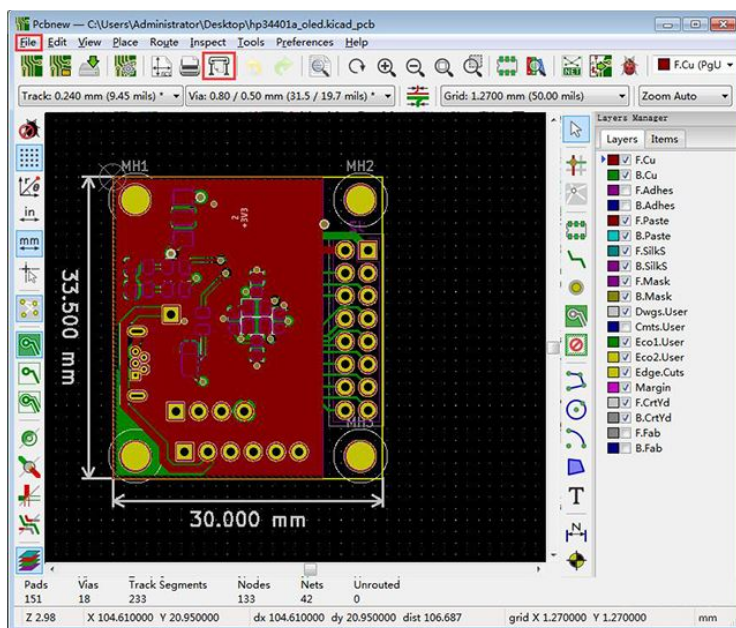 Pcbnew — C:\Users\Administrator\Desktop\hp34401a_oled.kicad_pcb
File Edit View Place Route Inspect Tools Preferences Help
F.Cu (PgU
Track: 0.240 mm (9.45 mils) * Via: 0.80 / 0.50 mm (31.5 / 19.7 mils) * Grid: 1.2700 mm (50.00 mils) Zoom Auto
Layers Manager
Layers Items
F.Cu
B.Cu
F.Adhes
B.Adhes
F.Paste
B.Paste
F.SilkS
B.SilkS
F.Mask
B.Mask
Dwgs.User
Cmts.User
Eco1.User
Eco2.User
Edge.Cuts
Margin
F.CrtYd
B.CrtYd
F.Fab
B.Fab
in
mm
MH1 MH2
2
+3V3
33.500 mm
MH3
30.000 mm
T
N
NET
Pads Vias Track Segments Nodes Nets Unrouted
151 18 233 133 42 0
Z 2.98 X 104.610000 Y 20.950000 dx 104.610000 dy 20.950000 dist 106.687 grid X 1.270000 Y 1.270000 mm